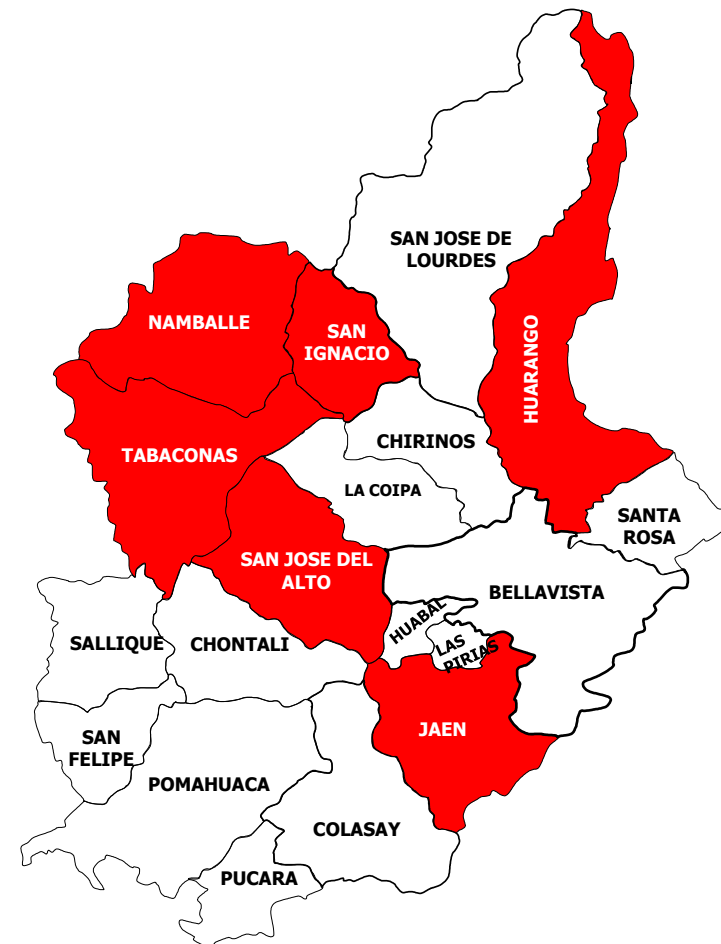 SAN JOSE DE
LOURDES
NAMBALLE
SAN
IGNACIO
HUARANGO
CHIRINOS
TABACONAS
LA COIPA
SANTA
ROSA
SAN JOSE DEL
ALTO
BELLAVISTA
HUABAL
LAS
PIRIAS
SALLIQUE
CHONTALI
JAEN
SAN
FELIPE
POMAHUACA
COLASAY
PUCARA